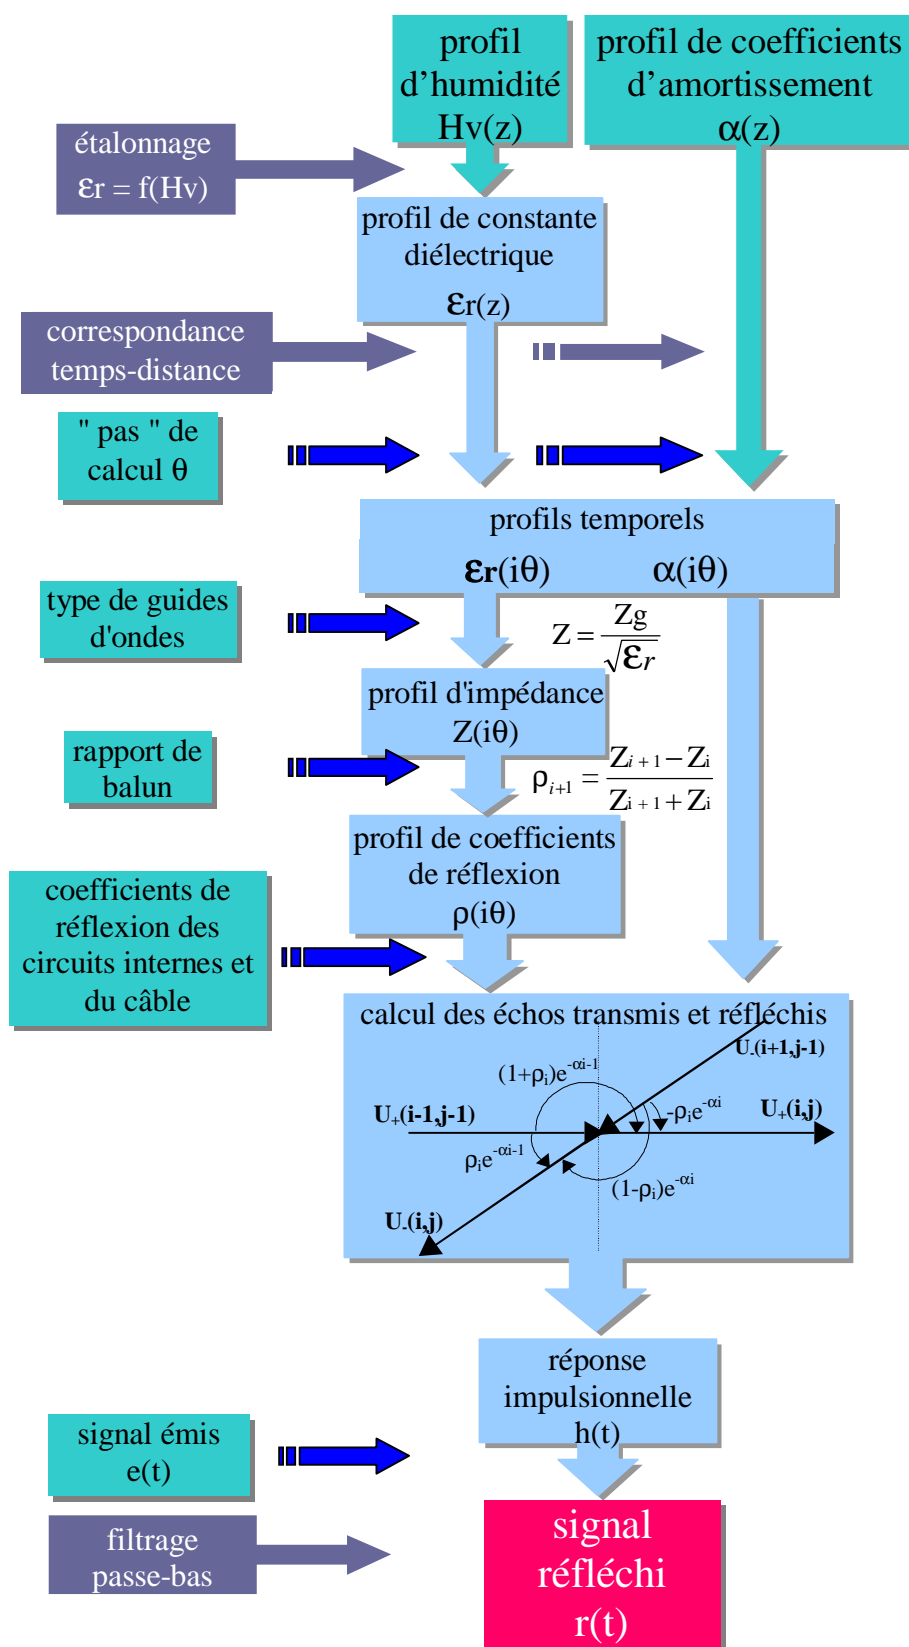 profil
d'humidité
Hv(z)
profil de coefficients
d'amortissement
α(z)
étalonnage
εr = f(Hv)
profil de constante
diélectrique
εr(z)
correspondance
temps-distance
" pas " de
calcul θ
profils temporels
εr(iθ) α(iθ)
type de guides
d'ondes
Z = Zg / √εr
profil d'impédance
Z(iθ)
rapport de
balun
ρi+1 = (Zi+1 − Zi) / (Zi+1 + Zi)
profil de coefficients
de réflexion
ρ(iθ)
coefficients de
réflexion des
circuits internes et
du câble
calcul des échos transmis et réfléchis
U-(i+1,j-1)
(1+ρi)e^-αi-1
-ρie^-αi
U+(i-1,j-1)
U+(i,j)
ρie^-αi-1
(1-ρi)e^-αi
U-(i,j)
réponse
impulsionnelle
h(t)
signal émis
e(t)
filtrage
passe-bas
signal
réfléchi
r(t)